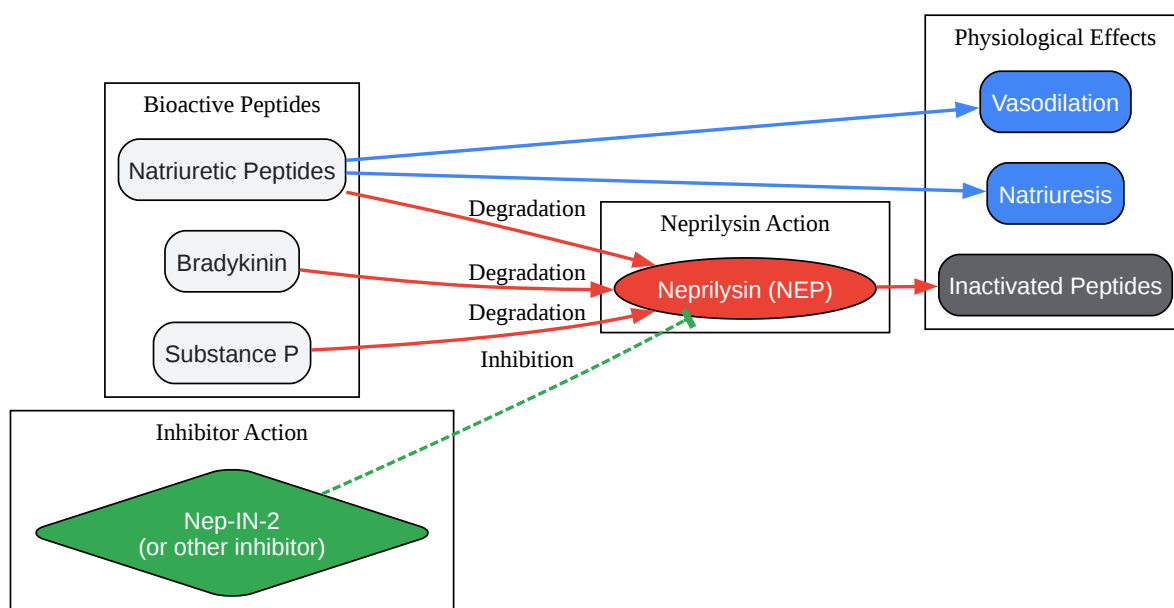 Physiological Effects
Vasodilation
Bioactive Peptides
Natriuretic Peptides
Natriuresis
Degradation
Neprilysin Action
Bradykinin
Degradation
Neprilysin (NEP)
Inactivated Peptides
Degradation
Substance P
Inhibition
Inhibitor Action
Nep-IN-2
(or other inhibitor)